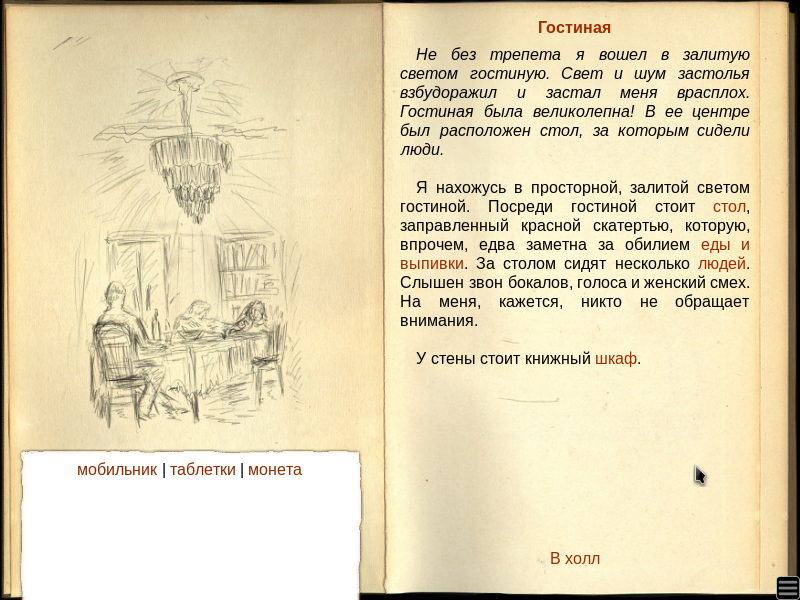 Гостиная
Не без трепета я вошел в залитую
светом гостиную. Свет и шум застолья
взбудоражил и застал меня врасплох.
Гостиная была великолепна! В ее центре
был расположен стол, за которым сидели
люди.
Я нахожусь в просторной, залитой светом
гостиной. Посреди гостиной стоит стол,
заправленный красной скатертью, которую,
впрочем, едва заметна за обилием еды и
выпивки. За столом сидят несколько людей.
Слышен звон бокалов, голоса и женский смех.
На меня, кажется, никто не обращает
внимания.
У стены стоит книжный шкаф.
В холл
мобильник | таблетки | монета